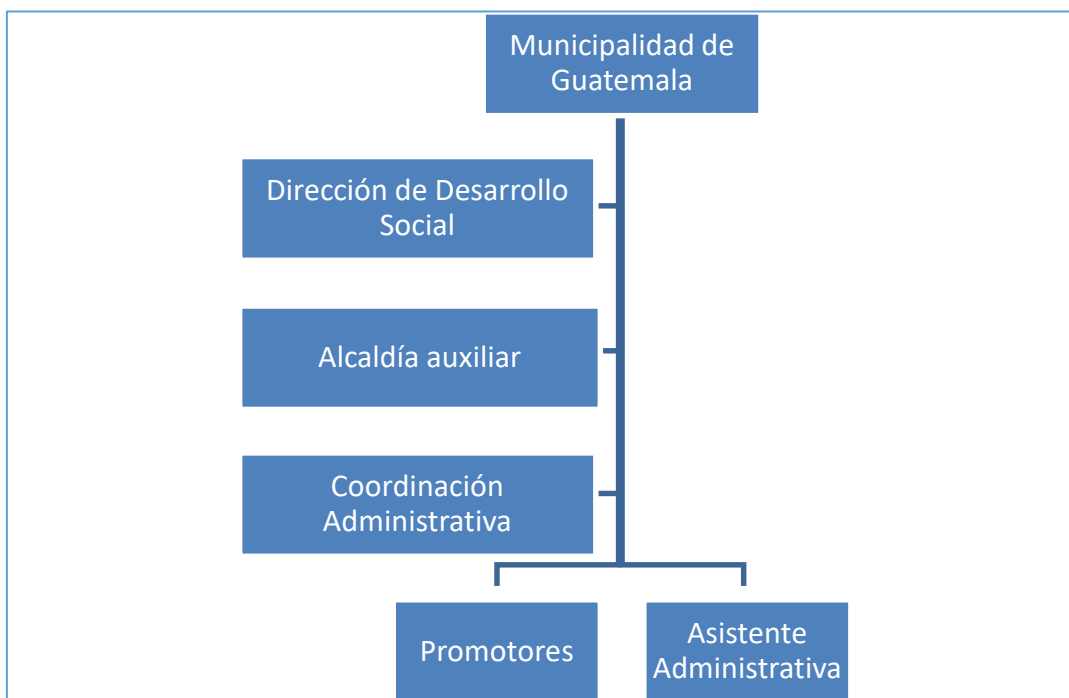 Municipalidad de
Guatemala
Dirección de Desarrollo
Social
Alcaldía auxiliar
Coordinación
Administrativa
Promotores
Asistente
Administrativa